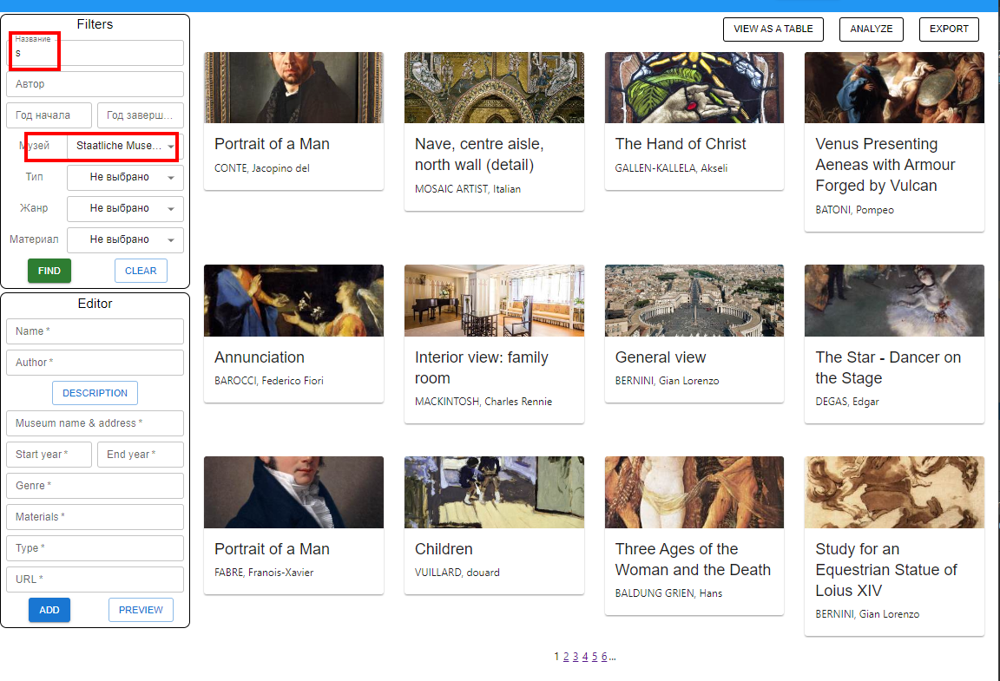 Filters
Название
s
Автор
Год начала
Год заверш...
Музей
Staatliche Muse...
Тип
Не выбрано
Жанр
Не выбрано
Материал
Не выбрано
FIND
CLEAR
Editor
Name *
Author *
DESCRIPTION
Museum name & address *
Start year *
End year *
Genre *
Materials *
Type *
URL *
ADD
PREVIEW
VIEW AS A TABLE
ANALYZE
EXPORT
Portrait of a Man
CONTE, Jacopino del
Nave, centre aisle,
north wall (detail)
MOSAIC ARTIST, Italian
The Hand of Christ
GALLEN-KALLELA, Akseli
Venus Presenting
Aeneas with Armour
Forged by Vulcan
BATONI, Pompeo
Annunciation
BAROCCI, Federico Fiori
Interior view: family
room
MACKINTOSH, Charles Rennie
General view
BERNINI, Gian Lorenzo
The Star - Dancer on
the Stage
DEGAS, Edgar
Portrait of a Man
FABRE, Franois-Xavier
Children
VUILLARD, douard
Three Ages of the
Woman and the Death
BALDUNG GRIEN, Hans
Study for an
Equestrian Statue of
Loius XIV
BERNINI, Gian Lorenzo
1 2 3 4 5 6...